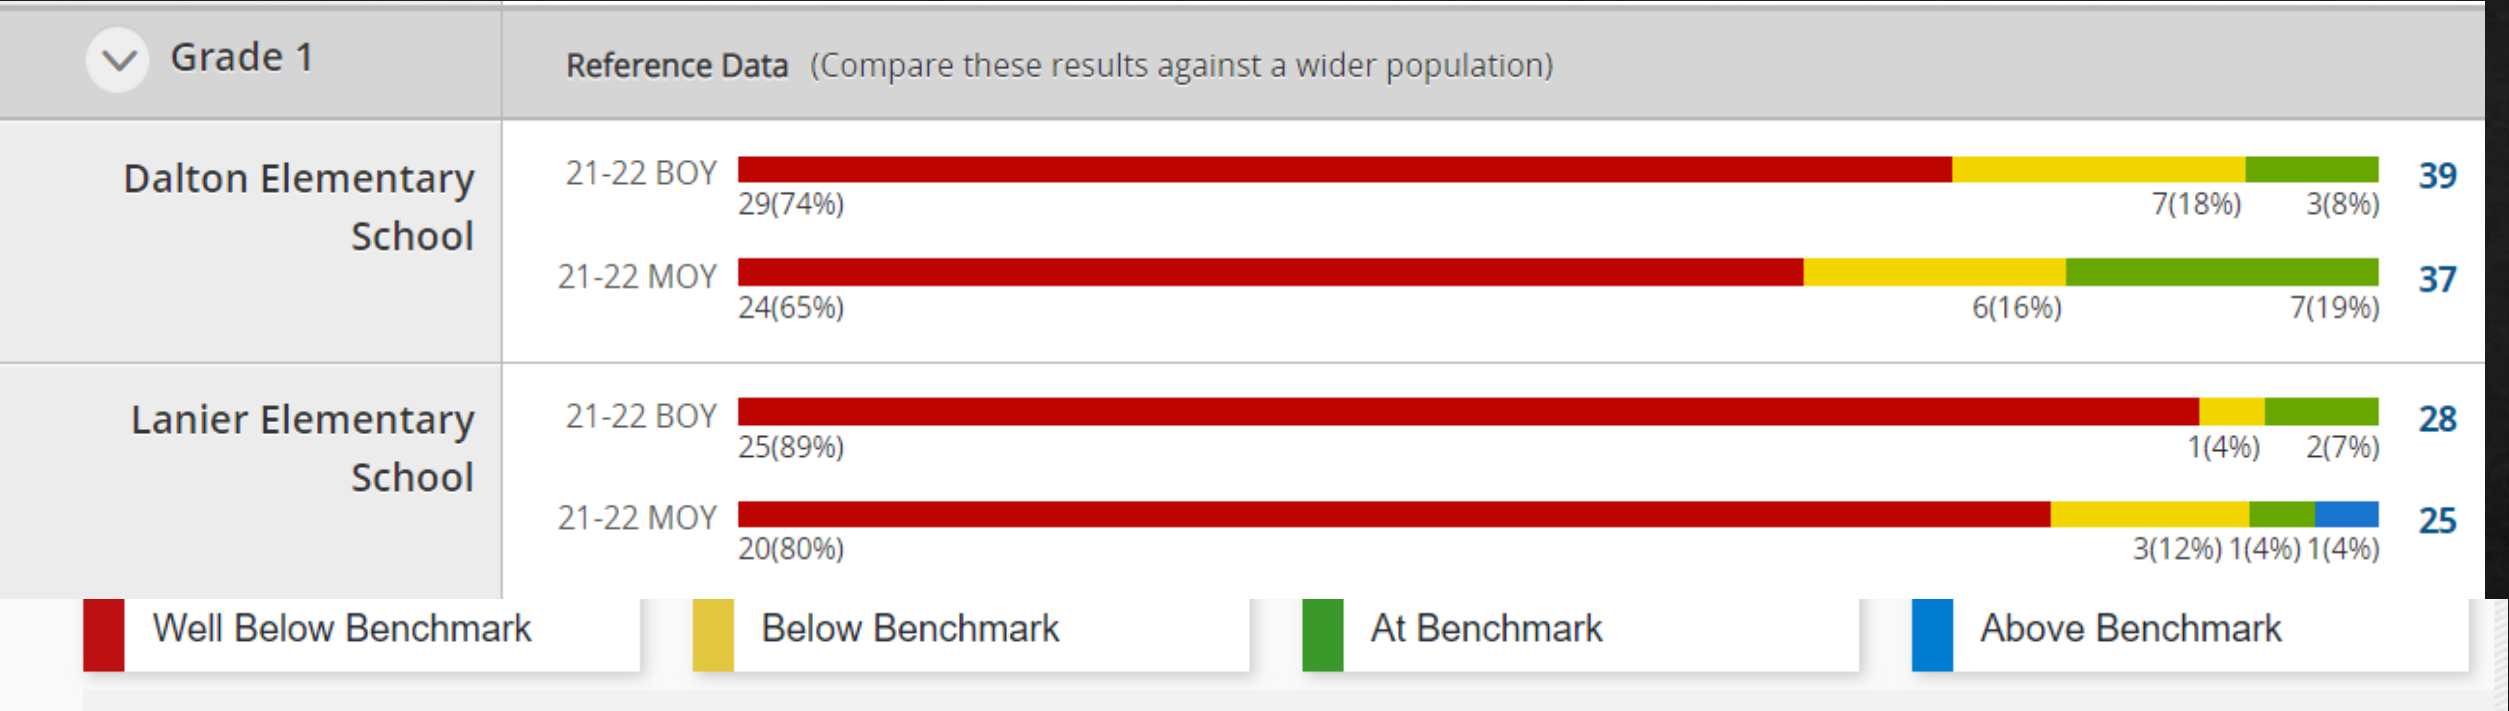 Grade 1
Reference Data (Compare these results against a wider population)
Dalton Elementary
School
21-22 BOY
39
29(74%) 7(18%) 3(8%)
21-22 MOY
37
24(65%) 6(16%) 7(19%)
Lanier Elementary
School
21-22 BOY
28
25(89%) 1(4%) 2(7%)
21-22 MOY
25
20(80%) 3(12%) 1(4%) 1(4%)
Well Below Benchmark
Below Benchmark
At Benchmark
Above Benchmark